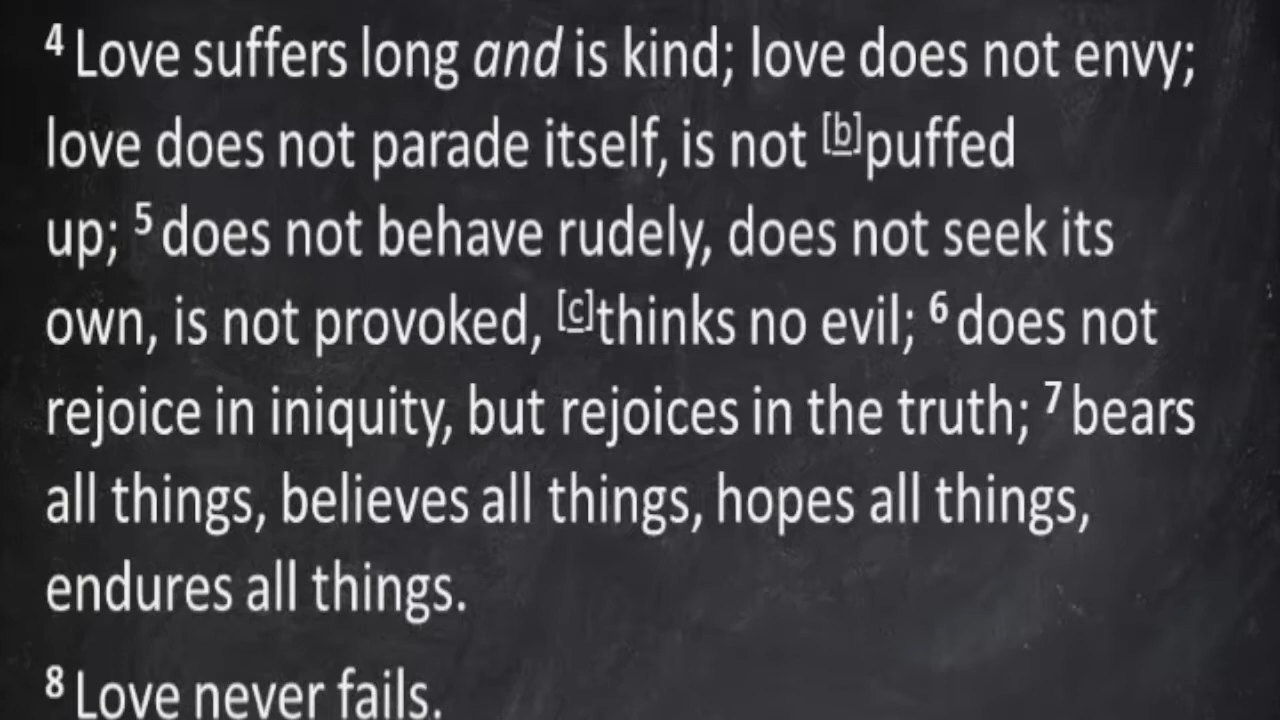 4 Love suffers long and is kind; love does not envy;
love does not parade itself, is not [b]puffed
up; 5 does not behave rudely, does not seek its
own, is not provoked, [c]thinks no evil; 6 does not
rejoice in iniquity, but rejoices in the truth; 7 bears
all things, believes all things, hopes all things,
endures all things.
8 Love never fails.